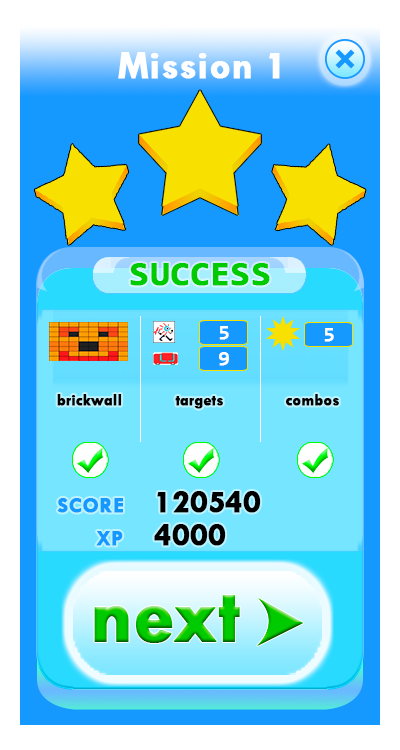 Mission 1
SUCCESS
5
9
5
brickwall
targets
combos
SCORE 120540
XP 4000
next